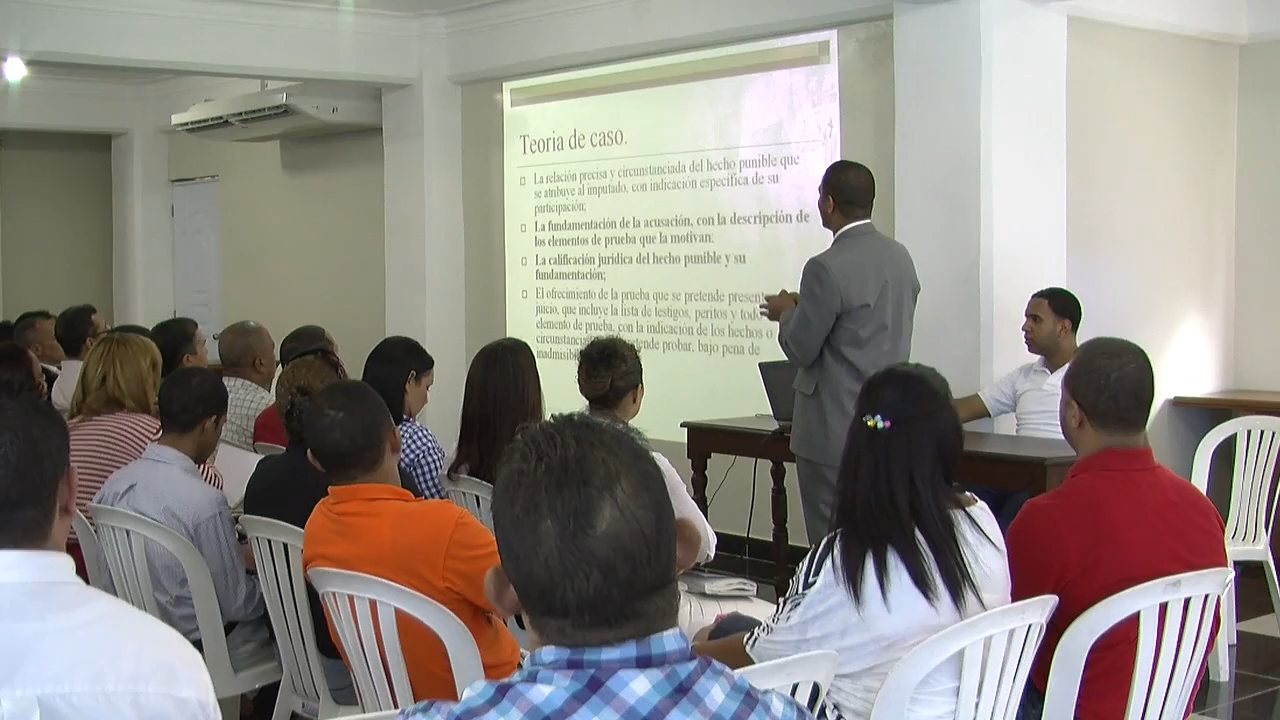 Teoria de caso.
La relación precisa y circunstanciada del hecho punible que
se atribuye al imputado, con indicación específica de su
participación;
La fundamentación de la acusación, con la descripción de
los elementos de prueba que la motivan;
La calificación jurídica del hecho punible y su
fundamentación;
El ofrecimiento de la prueba que se pretende
juicio, que incluye la lista de testigos, peritos y
elemento de prueba, con la indicación de los hechos o
probar, bajo pena de